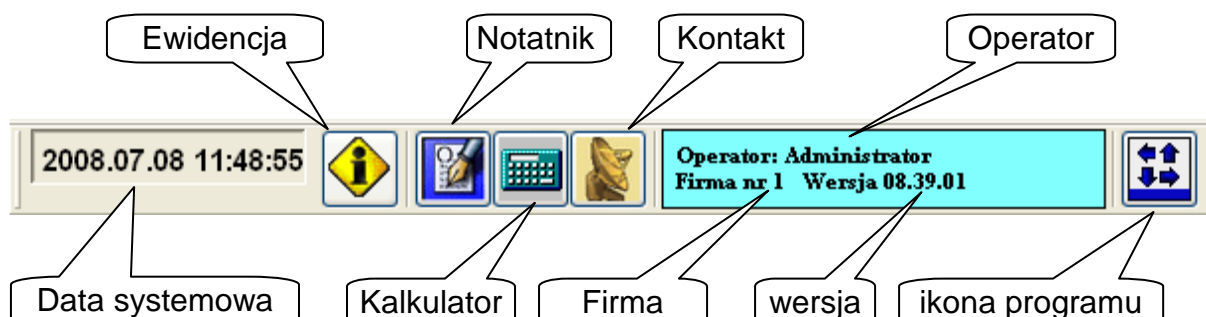 Ewidencja
Notatnik
Kontakt
Operator
2008.07.08 11:48:55
Operator: Administrator
Firma nr 1 Wersja 08.39.01
Data systemowa
Kalkulator
Firma
wersja
ikona programu